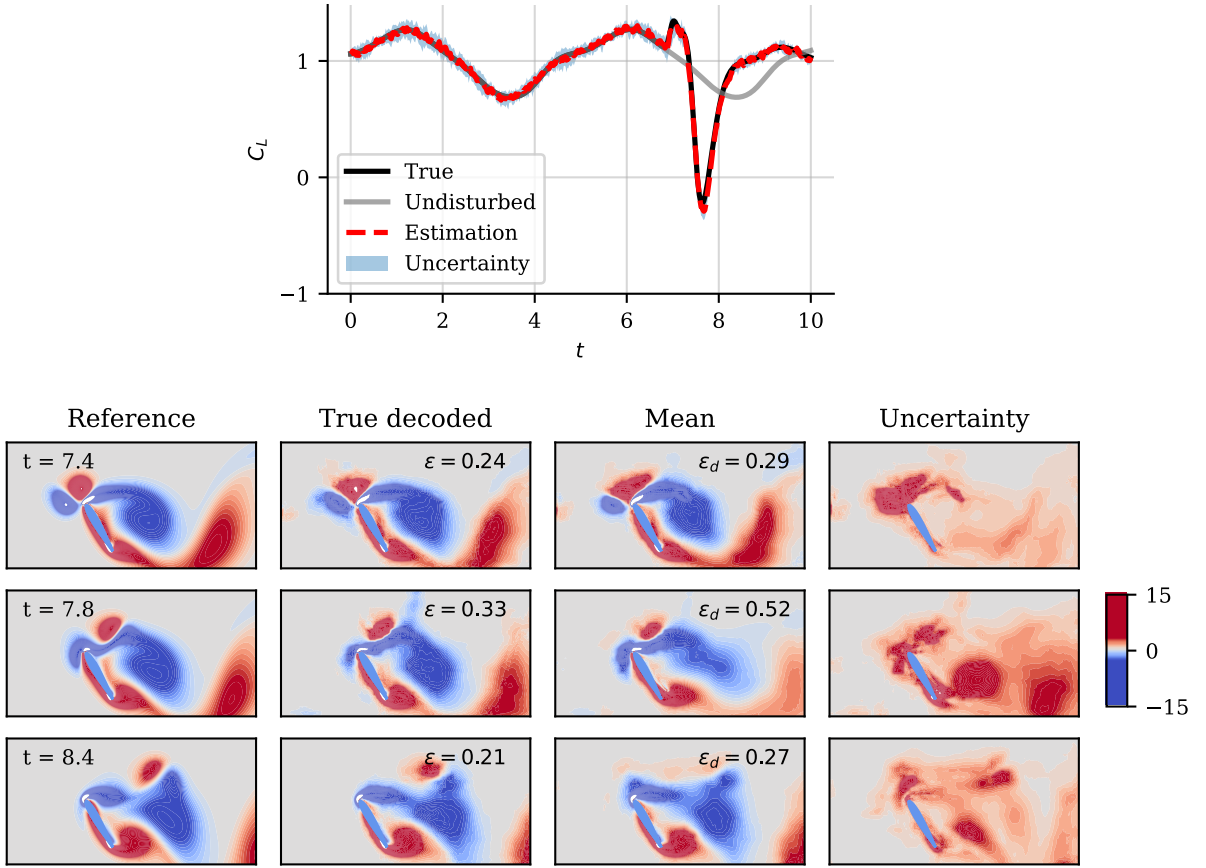 1
0
−1
C_L
True
Undisturbed
Estimation
Uncertainty
0 2 4 6 8 10
t
Reference True decoded Mean Uncertainty
t = 7.4 ε = 0.24 ε_d = 0.29
t = 7.8 ε = 0.33 ε_d = 0.52
15
0
−15
t = 8.4 ε = 0.21 ε_d = 0.27